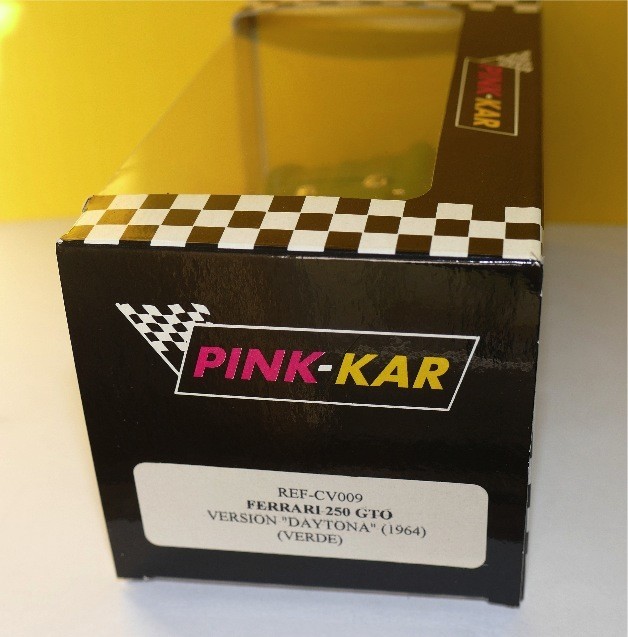 PINK-KAR
PINK-KAR
REF-CV009
FERRARI 250 GTO
VERSION "DAYTONA" (1964)
(VERDE)